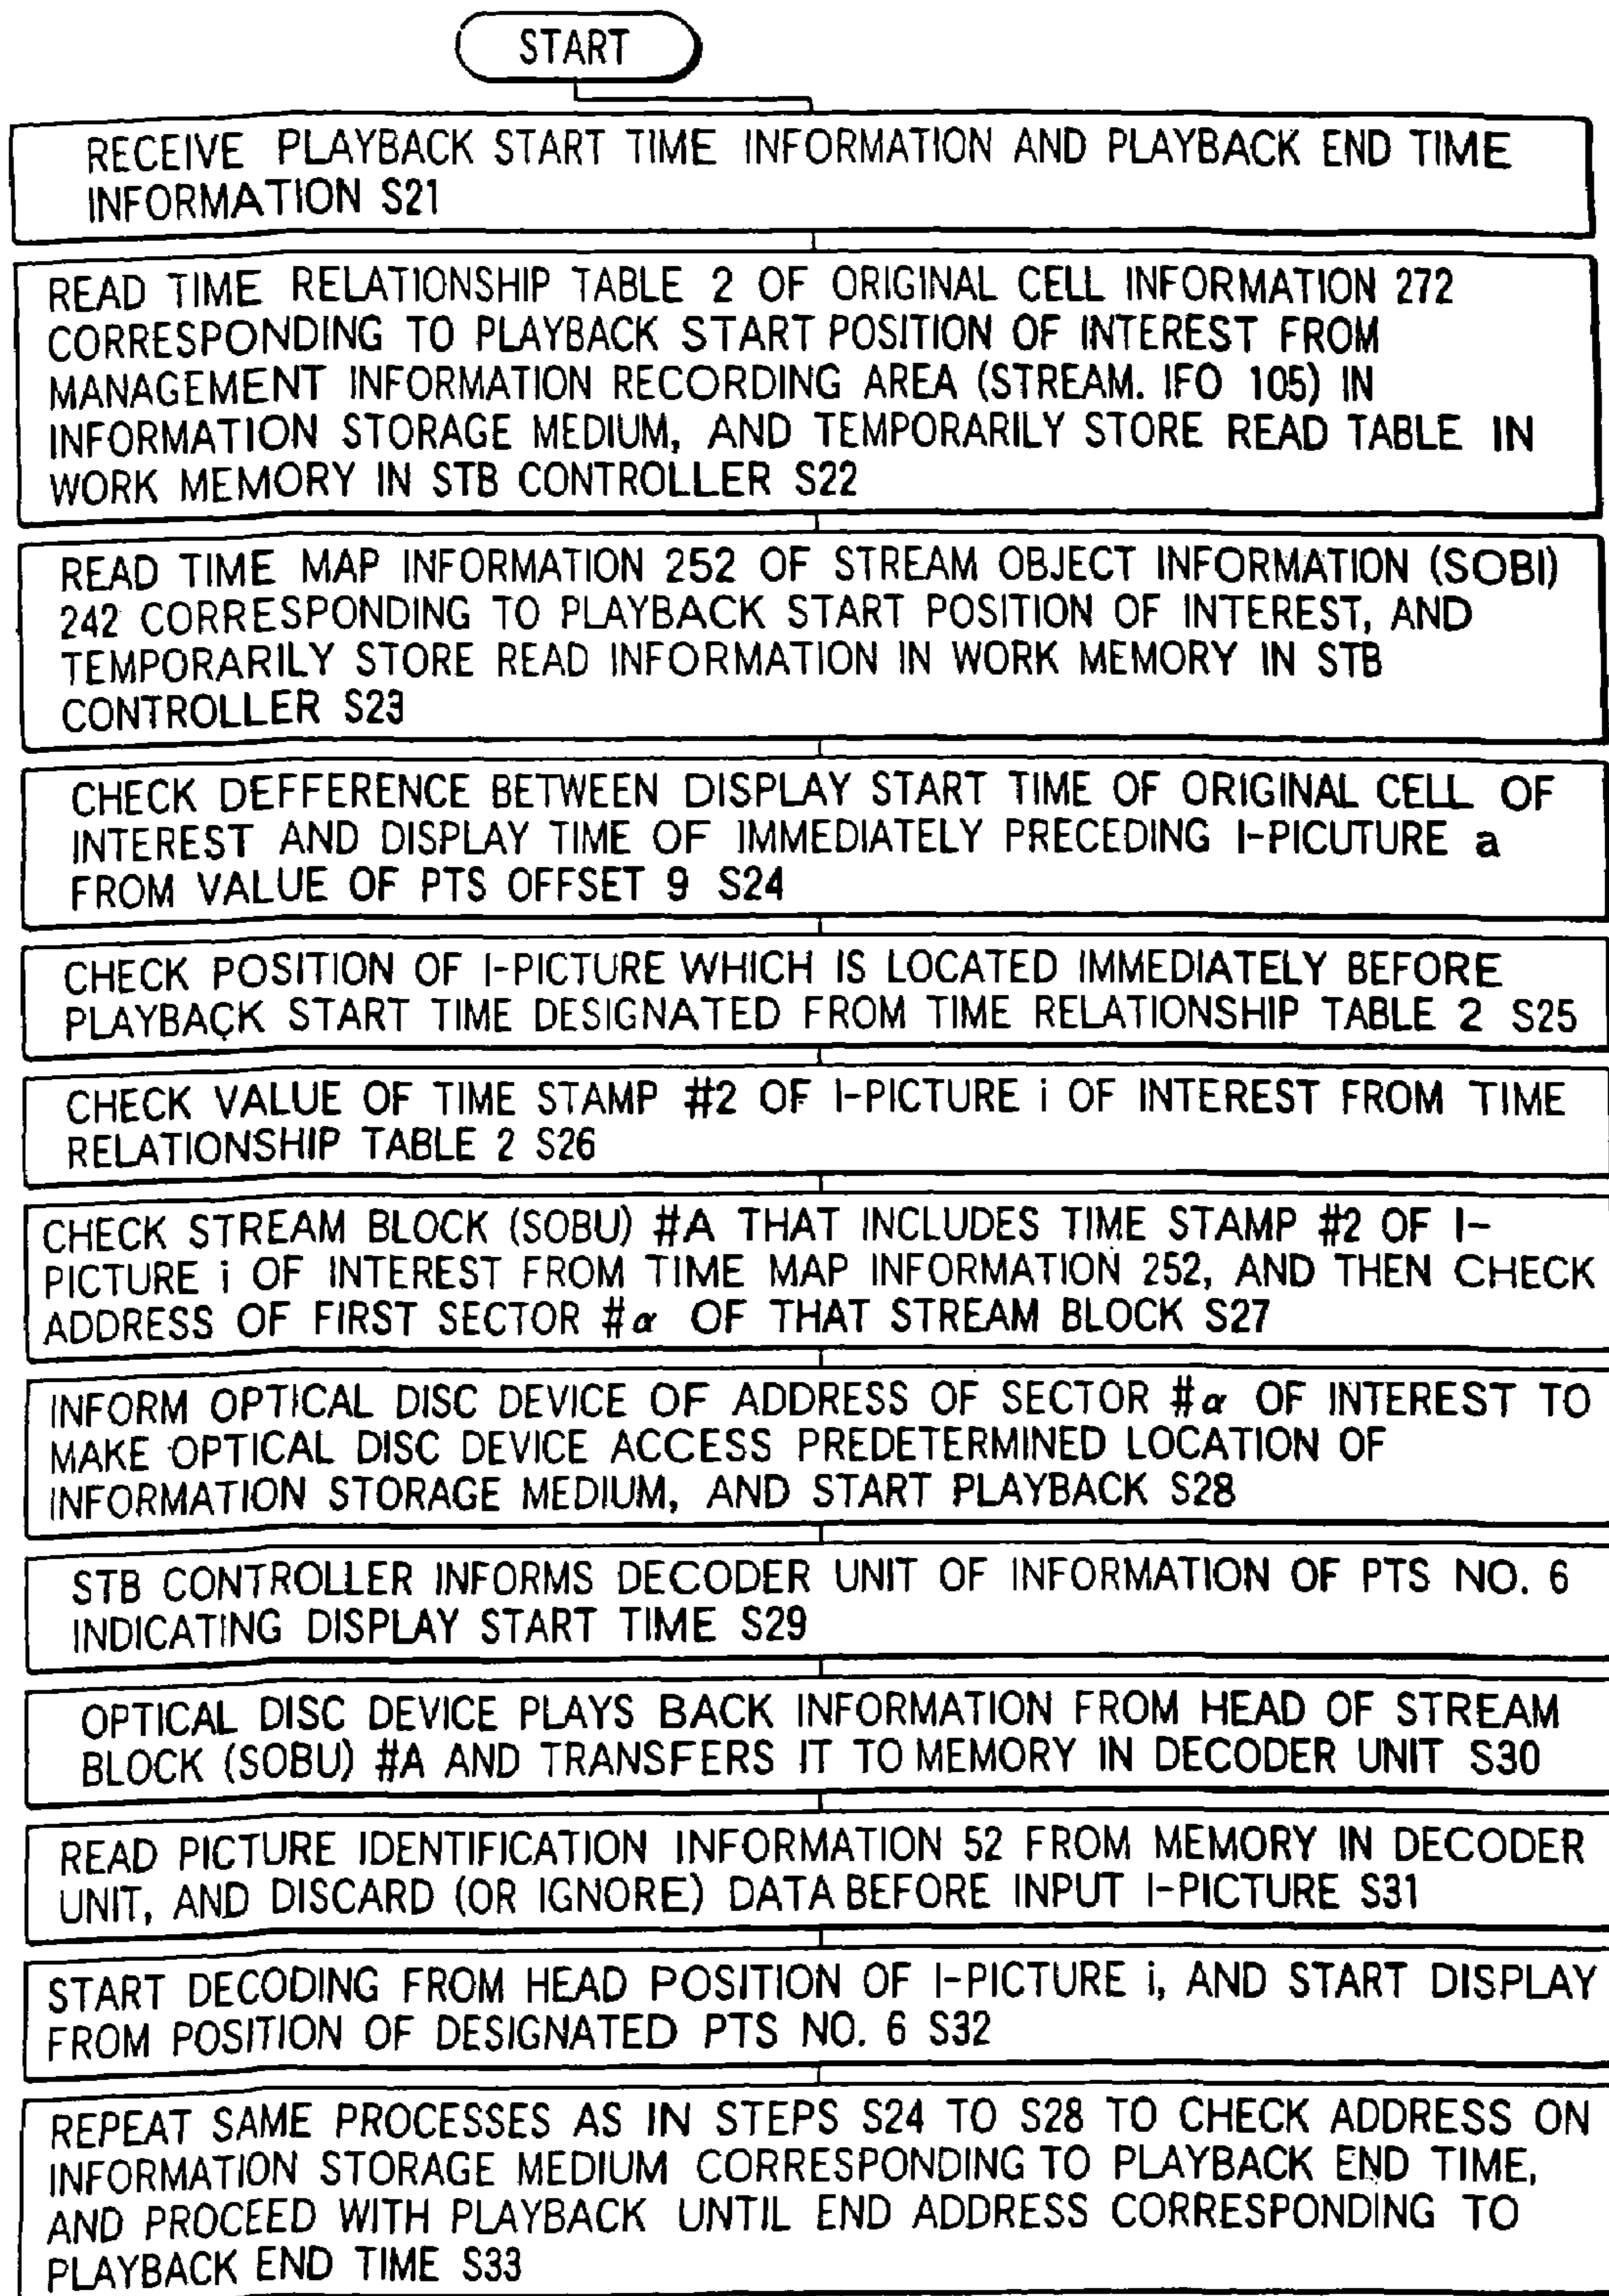 START
RECEIVE PLAYBACK START TIME INFORMATION AND PLAYBACK END TIME
INFORMATION S21
READ TIME RELATIONSHIP TABLE 2 OF ORIGINAL CELL INFORMATION 272
CORRESPONDING TO PLAYBACK START POSITION OF INTEREST FROM
MANAGEMENT INFORMATION RECORDING AREA (STREAM. IFO 105) IN
INFORMATION STORAGE MEDIUM, AND TEMPORARILY STORE READ TABLE IN
WORK MEMORY IN STB CONTROLLER S22
READ TIME MAP INFORMATION 252 OF STREAM OBJECT INFORMATION (SOBI)
242 CORRESPONDING TO PLAYBACK START POSITION OF INTEREST, AND
TEMPORARILY STORE READ INFORMATION IN WORK MEMORY IN STB
CONTROLLER S23
CHECK DEFFERENCE BETWEEN DISPLAY START TIME OF ORIGINAL CELL OF
INTEREST AND DISPLAY TIME OF IMMEDIATELY PRECEDING I-PICUTURE a
FROM VALUE OF PTS OFFSET 9 S24
CHECK POSITION OF I-PICTURE WHICH IS LOCATED IMMEDIATELY BEFORE
PLAYBACK START TIME DESIGNATED FROM TIME RELATIONSHIP TABLE 2 S25
CHECK VALUE OF TIME STAMP #2 OF I-PICTURE i OF INTEREST FROM TIME
RELATIONSHIP TABLE 2 S26
CHECK STREAM BLOCK (SOBU) #A THAT INCLUDES TIME STAMP #2 OF I-
PICTURE i OF INTEREST FROM TIME MAP INFORMATION 252, AND THEN CHECK
ADDRESS OF FIRST SECTOR #α OF THAT STREAM BLOCK S27
INFORM OPTICAL DISC DEVICE OF ADDRESS OF SECTOR #α OF INTEREST TO
MAKE OPTICAL DISC DEVICE ACCESS PREDETERMINED LOCATION OF
INFORMATION STORAGE MEDIUM, AND START PLAYBACK S28
STB CONTROLLER INFORMS DECODER UNIT OF INFORMATION OF PTS NO. 6
INDICATING DISPLAY START TIME S29
OPTICAL DISC DEVICE PLAYS BACK INFORMATION FROM HEAD OF STREAM
BLOCK (SOBU) #A AND TRANSFERS IT TO MEMORY IN DECODER UNIT S30
READ PICTURE IDENTIFICATION INFORMATION 52 FROM MEMORY IN DECODER
UNIT, AND DISCARD (OR IGNORE) DATA BEFORE INPUT I-PICTURE S31
START DECODING FROM HEAD POSITION OF I-PICTURE i, AND START DISPLAY
FROM POSITION OF DESIGNATED PTS NO. 6 S32
REPEAT SAME PROCESSES AS IN STEPS S24 TO S28 TO CHECK ADDRESS ON
INFORMATION STORAGE MEDIUM CORRESPONDING TO PLAYBACK END TIME,
AND PROCEED WITH PLAYBACK UNTIL END ADDRESS CORRESPONDING TO
PLAYBACK END TIME S33